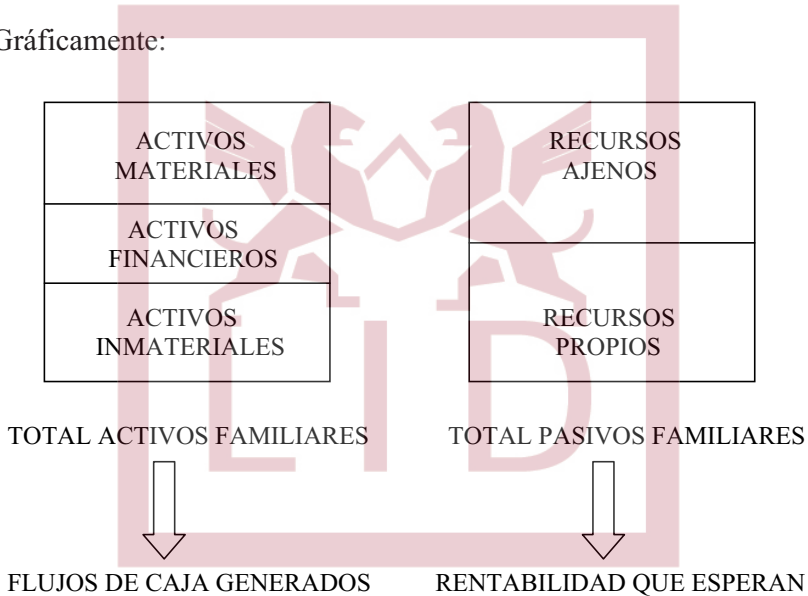 Gráficamente:
ACTIVOS
MATERIALES
ACTIVOS
FINANCIEROS
ACTIVOS
INMATERIALES
RECURSOS
AJENOS
RECURSOS
PROPIOS
LID
TOTAL ACTIVOS FAMILIARES
TOTAL PASIVOS FAMILIARES
FLUJOS DE CAJA GENERADOS
RENTABILIDAD QUE ESPERAN